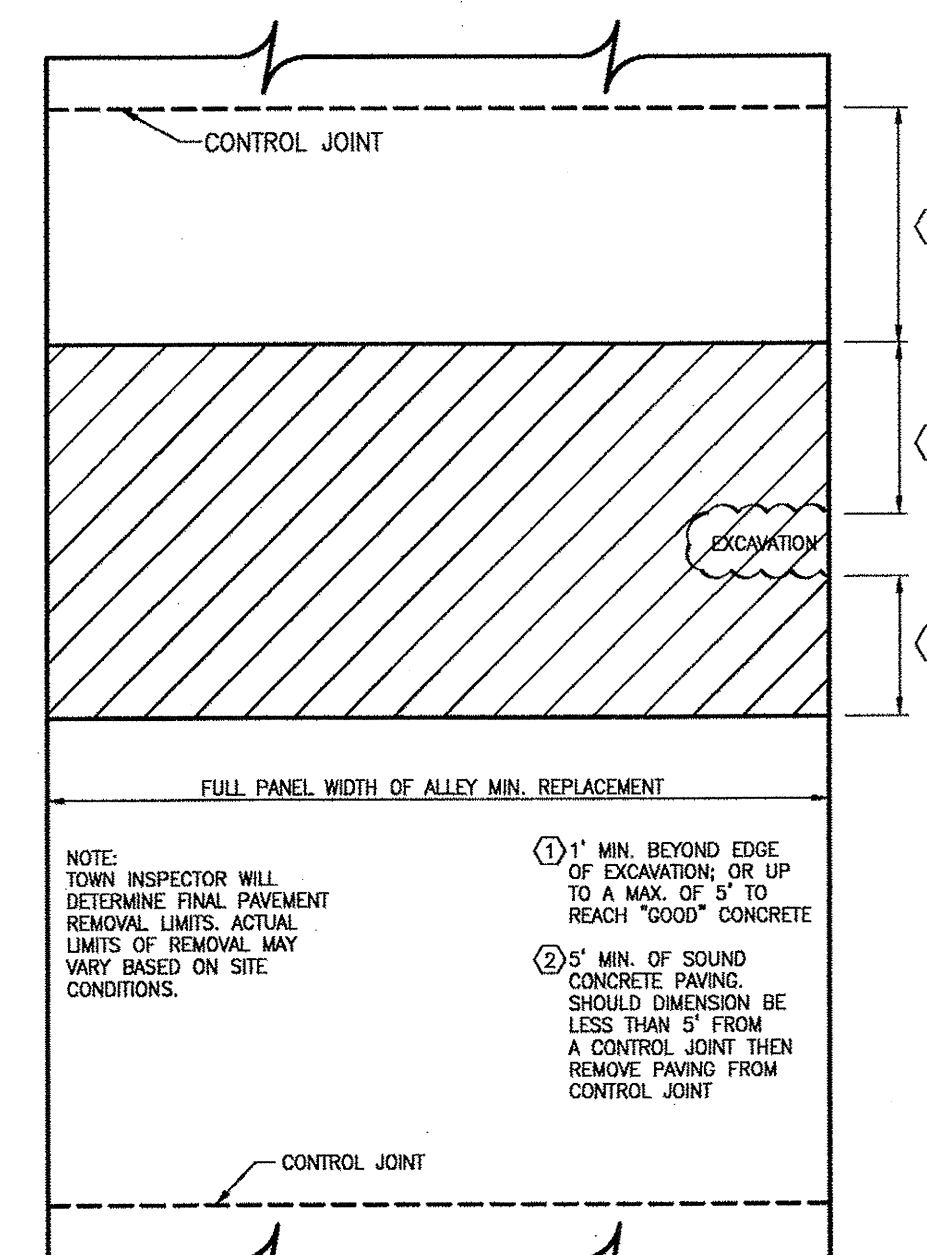 CONTROL JOINT
EXCAVATION
FULL PANEL WIDTH OF ALLEY MIN. REPLACEMENT
NOTE:
TOWN INSPECTOR WILL
DETERMINE FINAL PAVEMENT
REMOVAL LIMITS. ACTUAL
LIMITS OF REMOVAL MAY
VARY BASED ON SITE
CONDITIONS.
1 1' MIN. BEYOND EDGE
OF EXCAVATION; OR UP
TO A MAX. OF 5' TO
REACH "GOOD" CONCRETE
2 5' MIN. OF SOUND
CONCRETE PAVING.
SHOULD DIMENSION BE
LESS THAN 5' FROM
A CONTROL JOINT THEN
REMOVE PAVING FROM
CONTROL JOINT
CONTROL JOINT